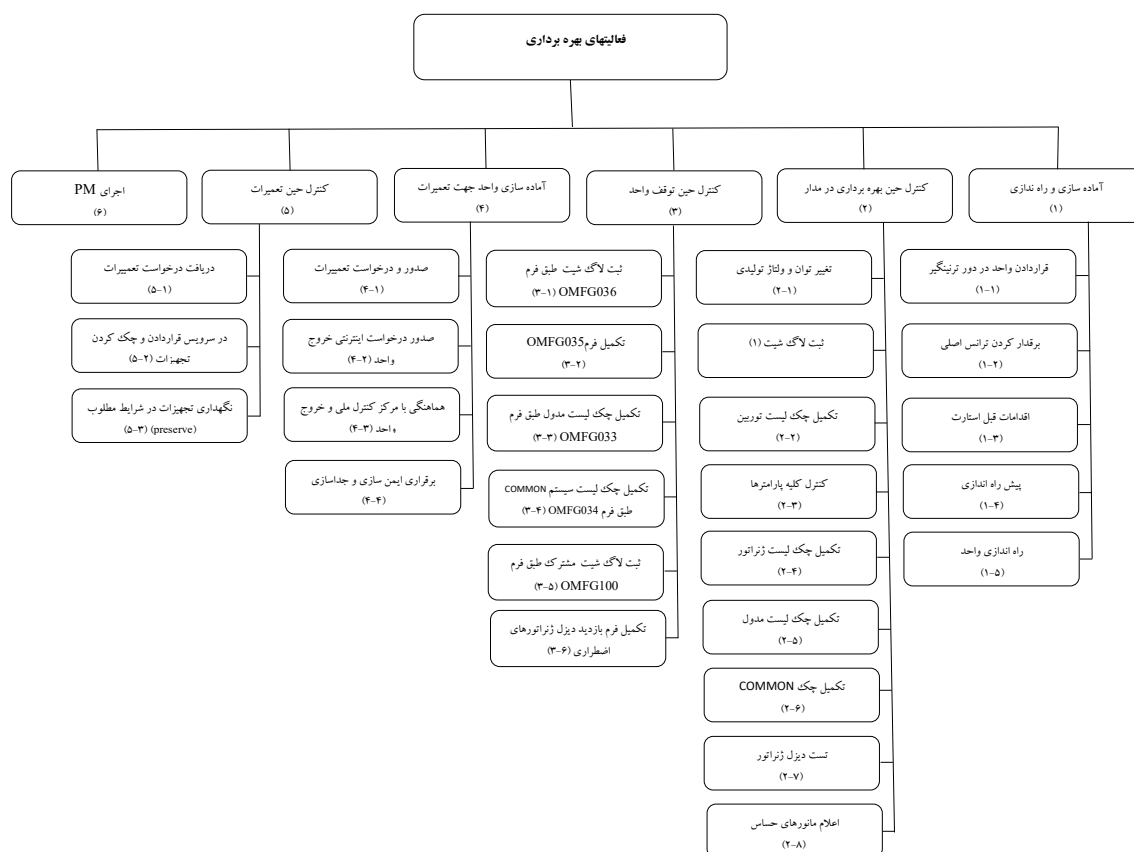 فعالیتهای بهره برداری
آماده سازی و راه ندازی
(۱)
کنترل حین بهره برداری در مدار
(۲)
کنترل حین توقف واحد
(۳)
آماده سازی واحد جهت تعمیرات
(۴)
کنترل حین تعمیرات
(۵)
اجرای PM
(۶)
قراردادن واحد در دور ترنینگیر
(۱-۱)
برقدار کردن ترانس اصلی
(۱-۲)
اقدامات قبل استارت
(۱-۳)
پیش راه اندازی
(۱-۴)
راه اندازی واحد
(۱-۵)
تغییر توان و ولتاژ تولیدی
(۲-۱)
ثبت لاگ شیت (۱)
تکمیل چک لیست توربین
(۲-۲)
کنترل کلیه پارامترها
(۲-۳)
تکمیل چک لیست ژنراتور
(۲-۴)
تکمیل چک لیست مدول
(۲-۵)
تکمیل چک COMMON
(۲-۶)
تست دیزل ژنراتور
(۲-۷)
اعلام مانورهای حساس
(۲-۸)
ثبت لاگ شیت طبق فرم
OMFG036 (۳-۱)
تکمیل فرم OMFG035
(۳-۲)
تکمیل چک لیست مدول طبق فرم
OMFG033 (۳-۳)
تکمیل چک لیست سیستم COMMON
طبق فرم OMFG034 (۳-۴)
ثبت لاگ شیت مشترک طبق فرم
OMFG100 (۳-۵)
تکمیل فرم بازدید دیزل ژنراتورهای
اضطراری (۳-۶)
صدور و درخواست تعمییرات
(۴-۱)
صدور درخواست اینترنتی خروج
واحد (۴-۲)
هماهنگی با مرکز کنترل ملی و خروج
واحد (۴-۳)
برقراری ایمن سازی و جداسازی
(۴-۴)
دریافت درخواست تعمییرات
(۵-۱)
در سرویس قراردادن و چک کردن
تجهیزات (۵-۲)
نگهداری تجهیزات در شرایط مطلوب
(preserve) (۵-۳)